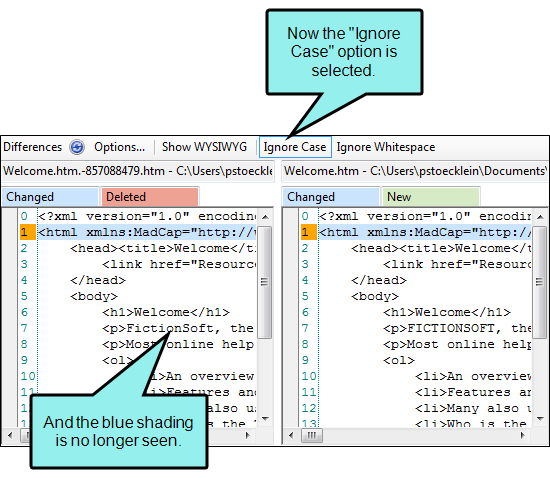 Now the "Ignore
Case" option is
selected.
Differences Options... Show WYSIWYG Ignore Case Ignore Whitespace
Welcome.htm.-857088479.htm - C:\Users\pstoeckle
Welcome.htm - C:\Users\pstoecklein\Documents\
Changed Deleted
Changed New
0 <?xml version="1.0" encodin
1 <html xmlns:MadCap="http://
2 <head><title>Welcome</ti
3 <link href="Resourc
4 </head>
5 <body>
6 <h1>Welcome</h1>
7 <p>FictionSoft, the
8 <p>Most online help
9 <ol>
10 <li>An overview
11 <li>Features an
12 also u
13
And the blue shading
is no longer seen.
0 <?xml version="1.0" encodin
1 <html xmlns:MadCap="http://
2 <head><title>Welcome</t
3 <link href="Resourc
4 </head>
5 <body>
6 <h1>Welcome</h1>
7 <p>FICTIONSOFT, the
8 <p>Most online help
9 <ol>
10 <li>An overview
11 <li>Features an
12 <li>Many also u
13 <li>Who is the